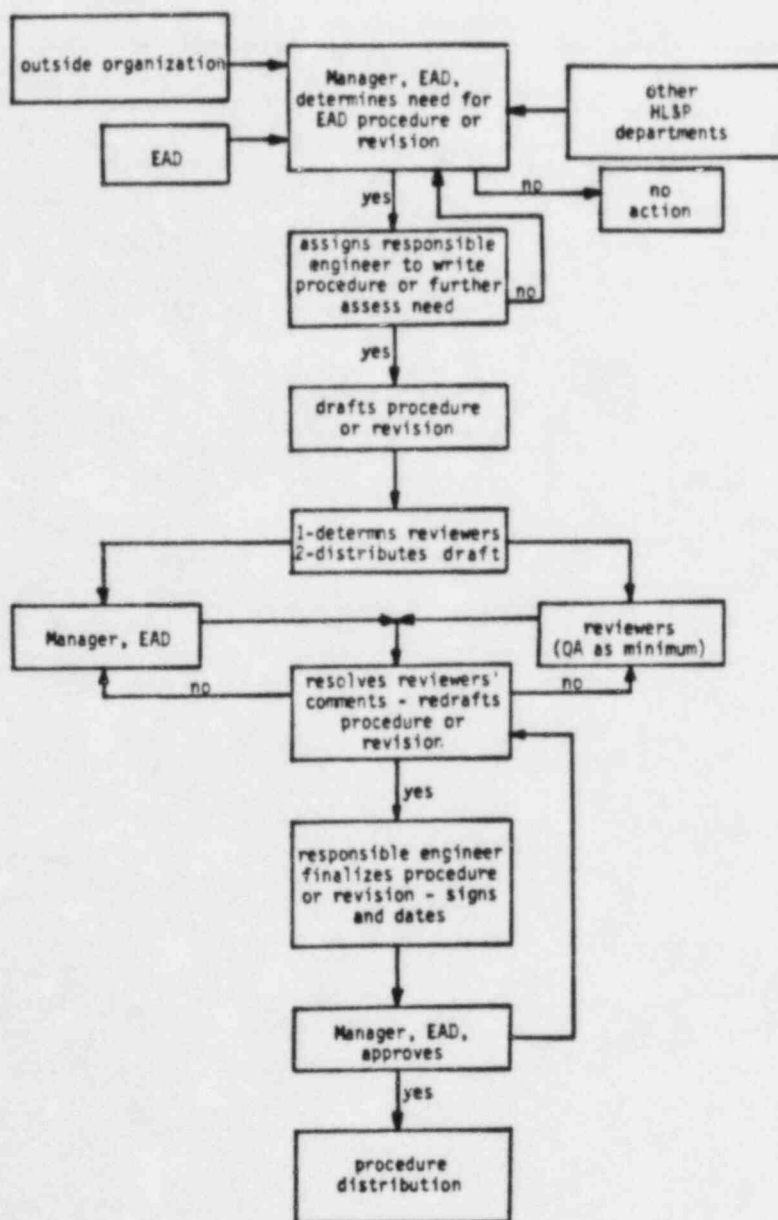 outside organization
Manager, EAD,
determines need for
EAD procedure or
revision
other
HL&P
departments
EAD
yes
no
no
action
assigns responsible
engineer to write
procedure or further
assess need
no
yes
drafts procedure
or revision
1-determns reviewers
2-distributes draft
Manager, EAD
reviewers
(QA as minimum)
no
resolves reviewers'
comments - redrafts
procedure or
revision
no
yes
responsible engineer
finalizes procedure
or revision - signs
and dates
Manager, EAD,
approves
yes
procedure
distribution